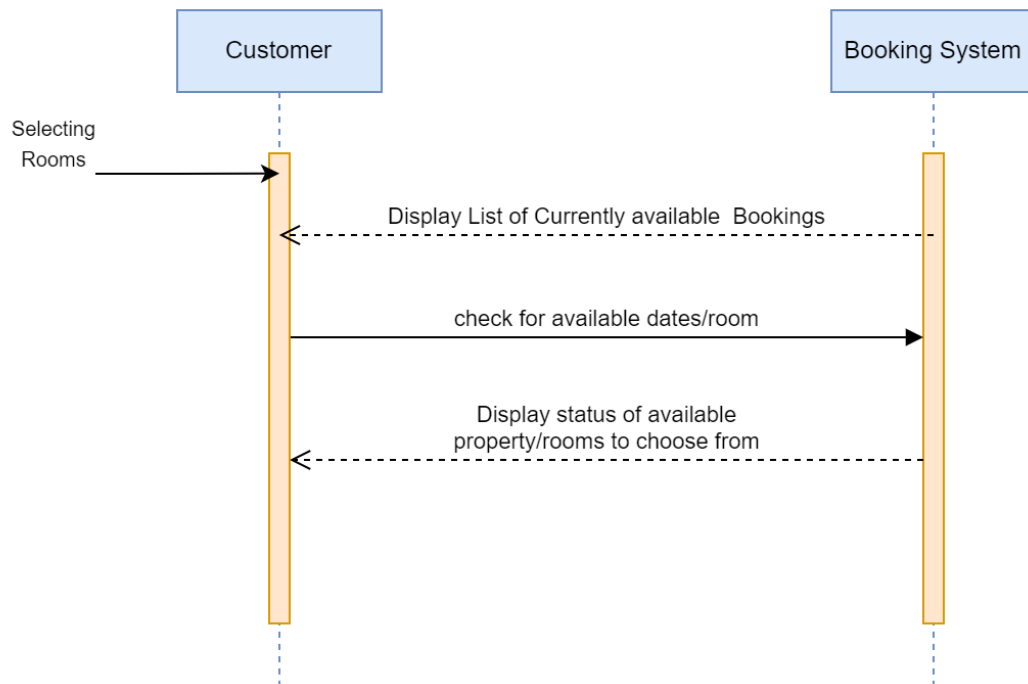 Customer
Booking System
Selecting
Rooms
Display List of Currently available  Bookings
check for available dates/room
Display status of available
property/rooms to choose from